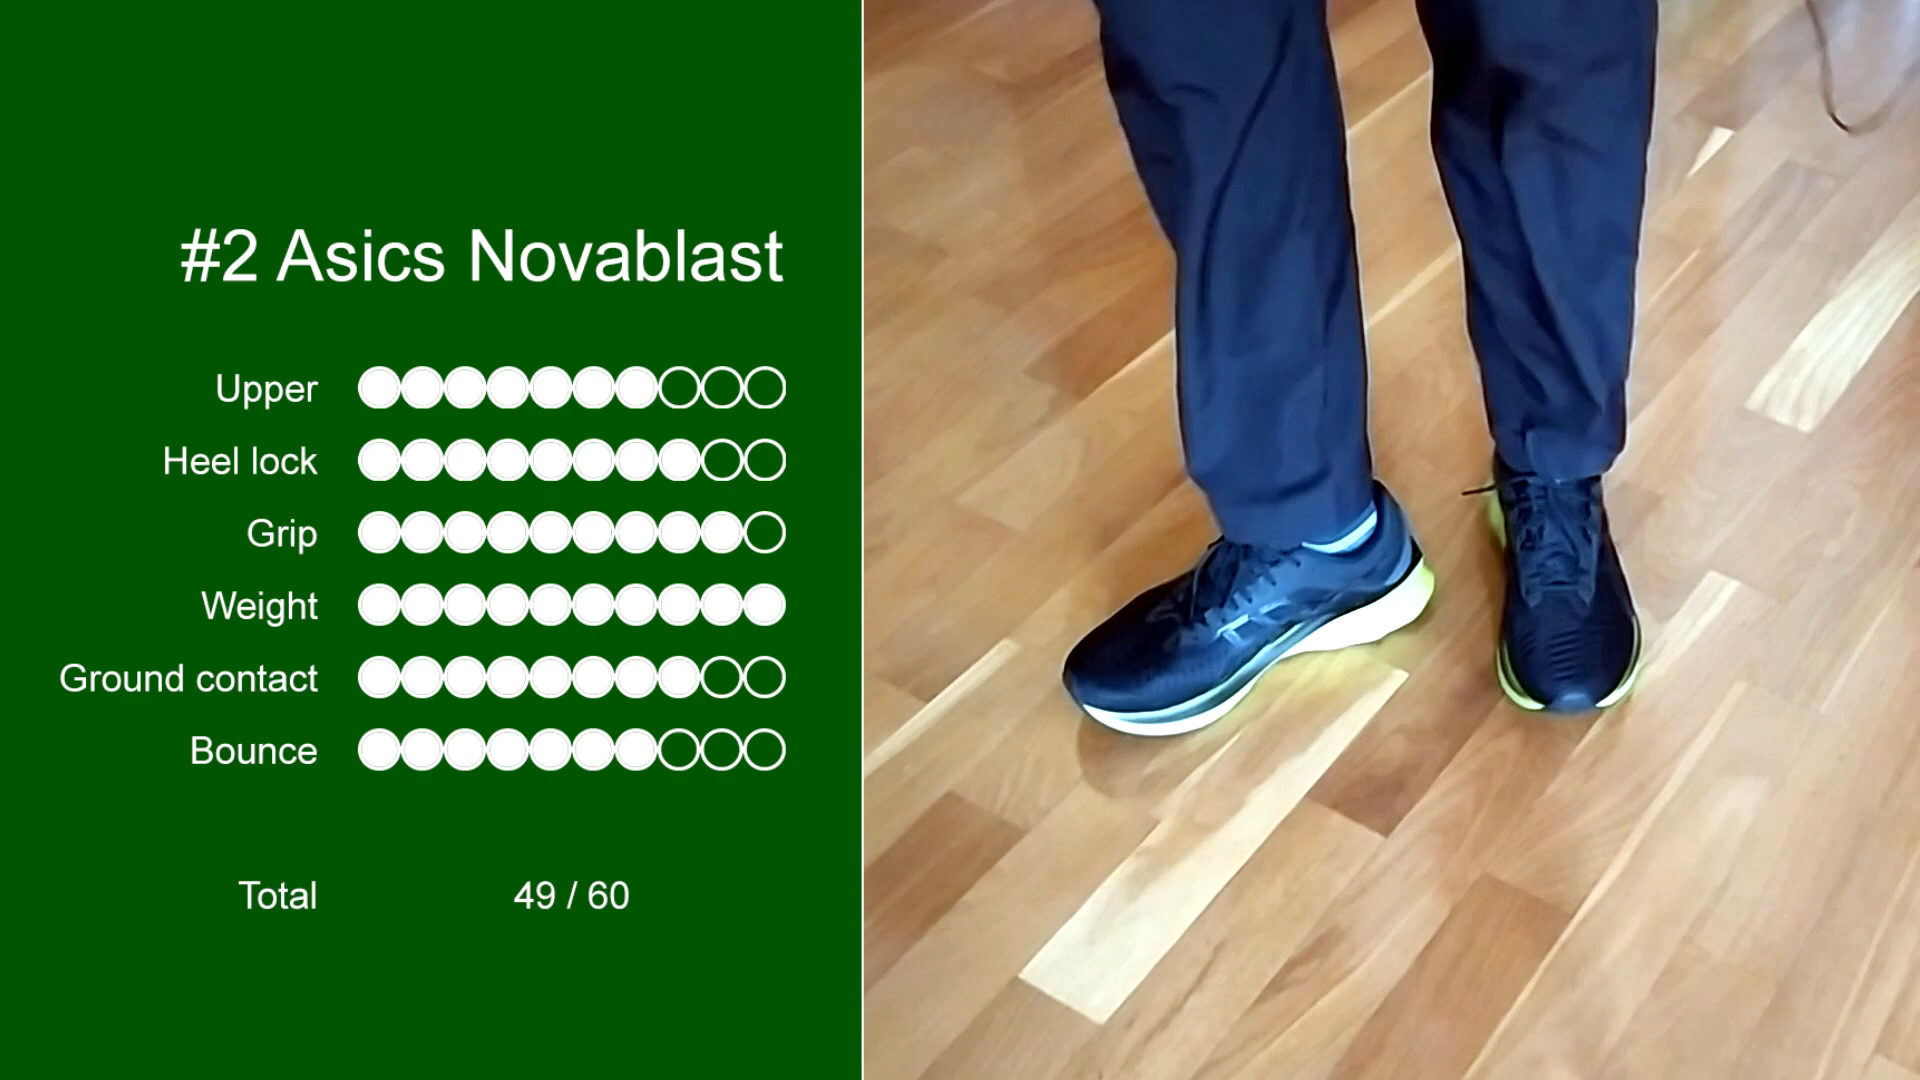 #2 Asics Novablast
Upper
Heel lock
Grip
Weight
Ground contact
Bounce
Total 49 / 60